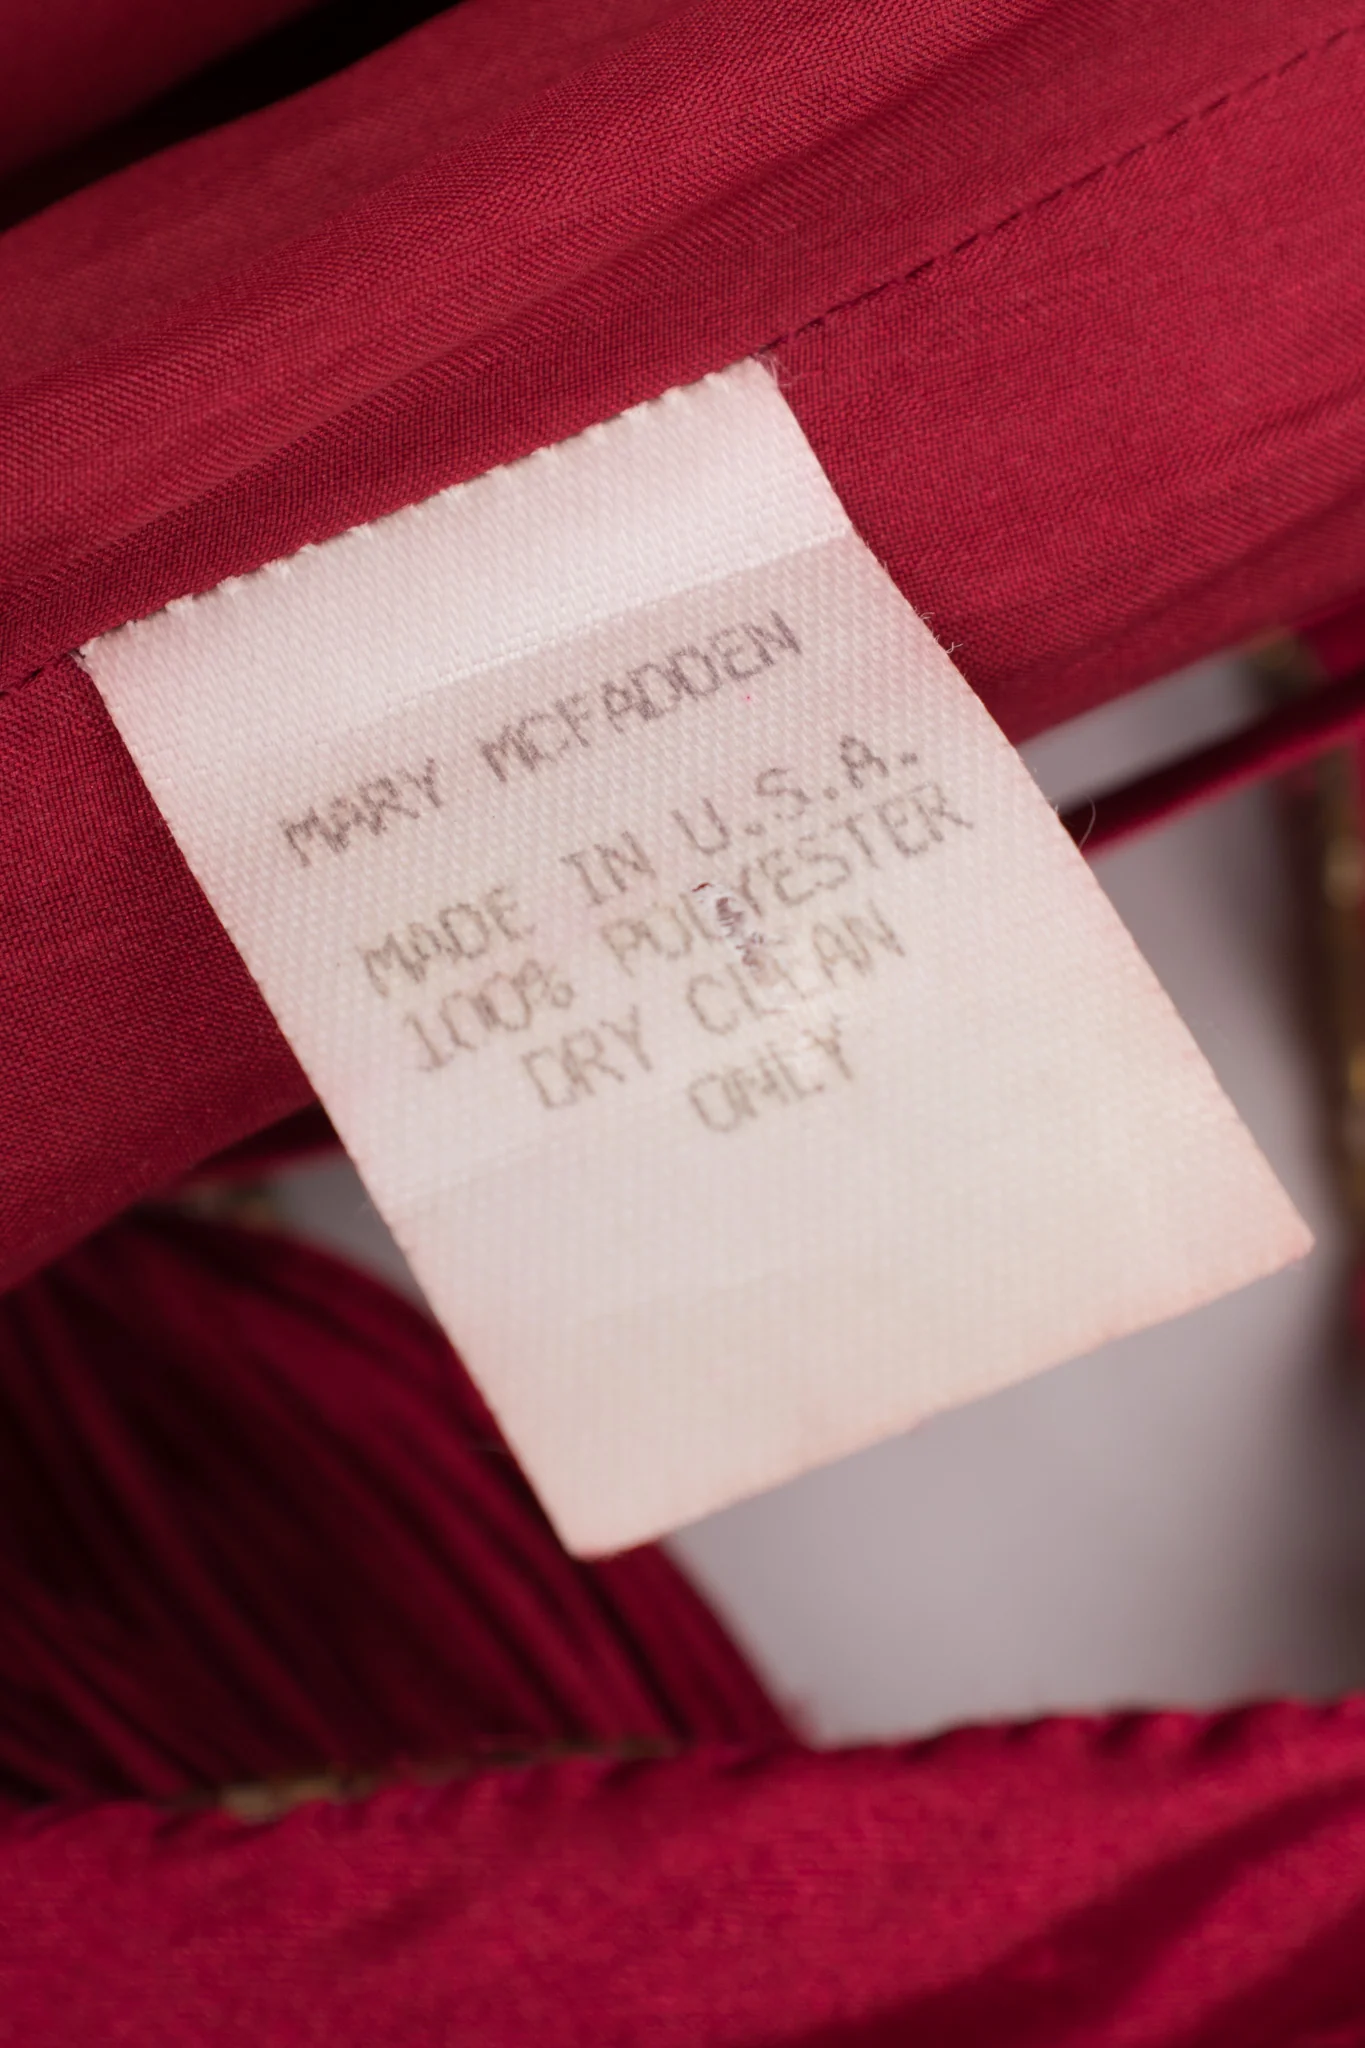 MARY MCFADDEN
MADE IN U.S.A.
100% POLYESTER
DRY CLEAN
ONLY